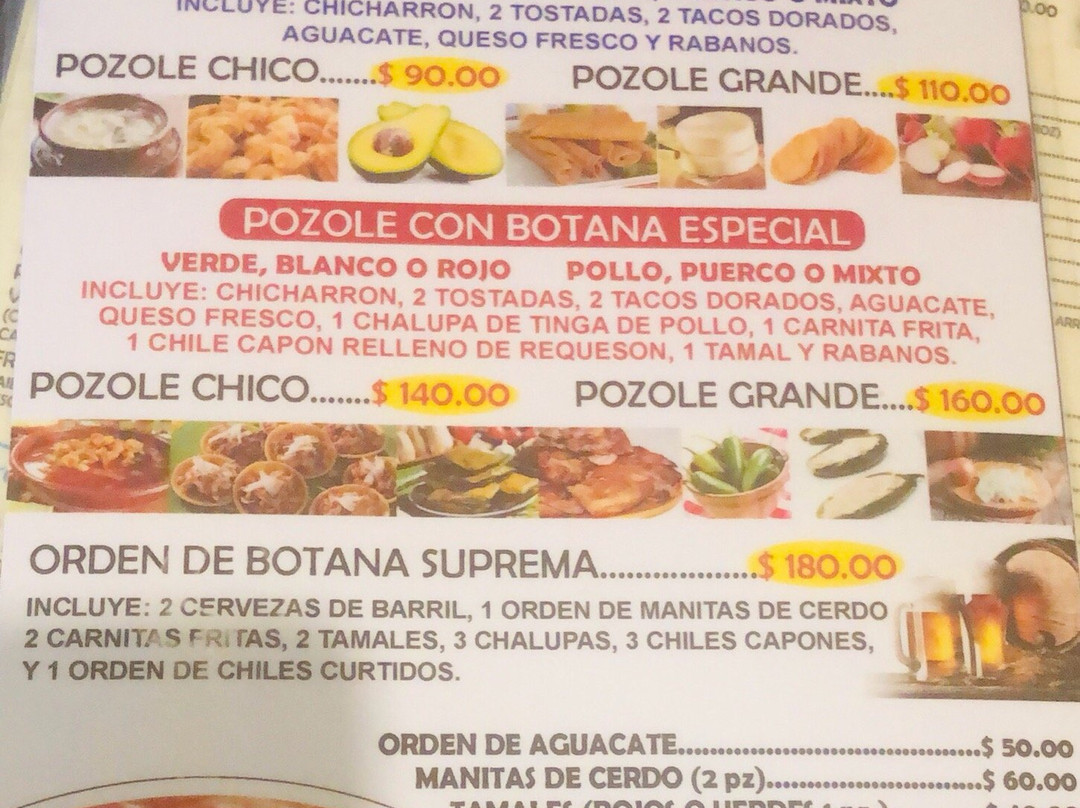 INCLUYE: CHICHARRON, 2 TOSTADAS, 2 TACOS DORADOS,
AGUACATE, QUESO FRESCO Y RABANOS.
POZOLE CHICO.......$ 90.00 POZOLE GRANDE....$ 110.00
POZOLE CON BOTANA ESPECIAL
VERDE, BLANCO O ROJO POLLO, PUERCO O MIXTO
INCLUYE: CHICHARRON, 2 TOSTADAS, 2 TACOS DORADOS, AGUACATE,
QUESO FRESCO, 1 CHALUPA DE TINGA DE POLLO, 1 CARNITA FRITA,
1 CHILE CAPON RELLENO DE REQUESON, 1 TAMAL Y RABANOS.
POZOLE CHICO.......$ 140.00 POZOLE GRANDE....$ 160.00
ORDEN DE BOTANA SUPREMA..................$ 180.00
INCLUYE: 2 CERVEZAS DE BARRIL, 1 ORDEN DE MANITAS DE CERDO
2 CARNITAS FRITAS, 2 TAMALES, 3 CHALUPAS, 3 CHILES CAPONES,
Y 1 ORDEN DE CHILES CURTIDOS.
ORDEN DE AGUACATE..........................................$ 50.00
MANITAS DE CERDO (2 pz)..............................$ 60.00